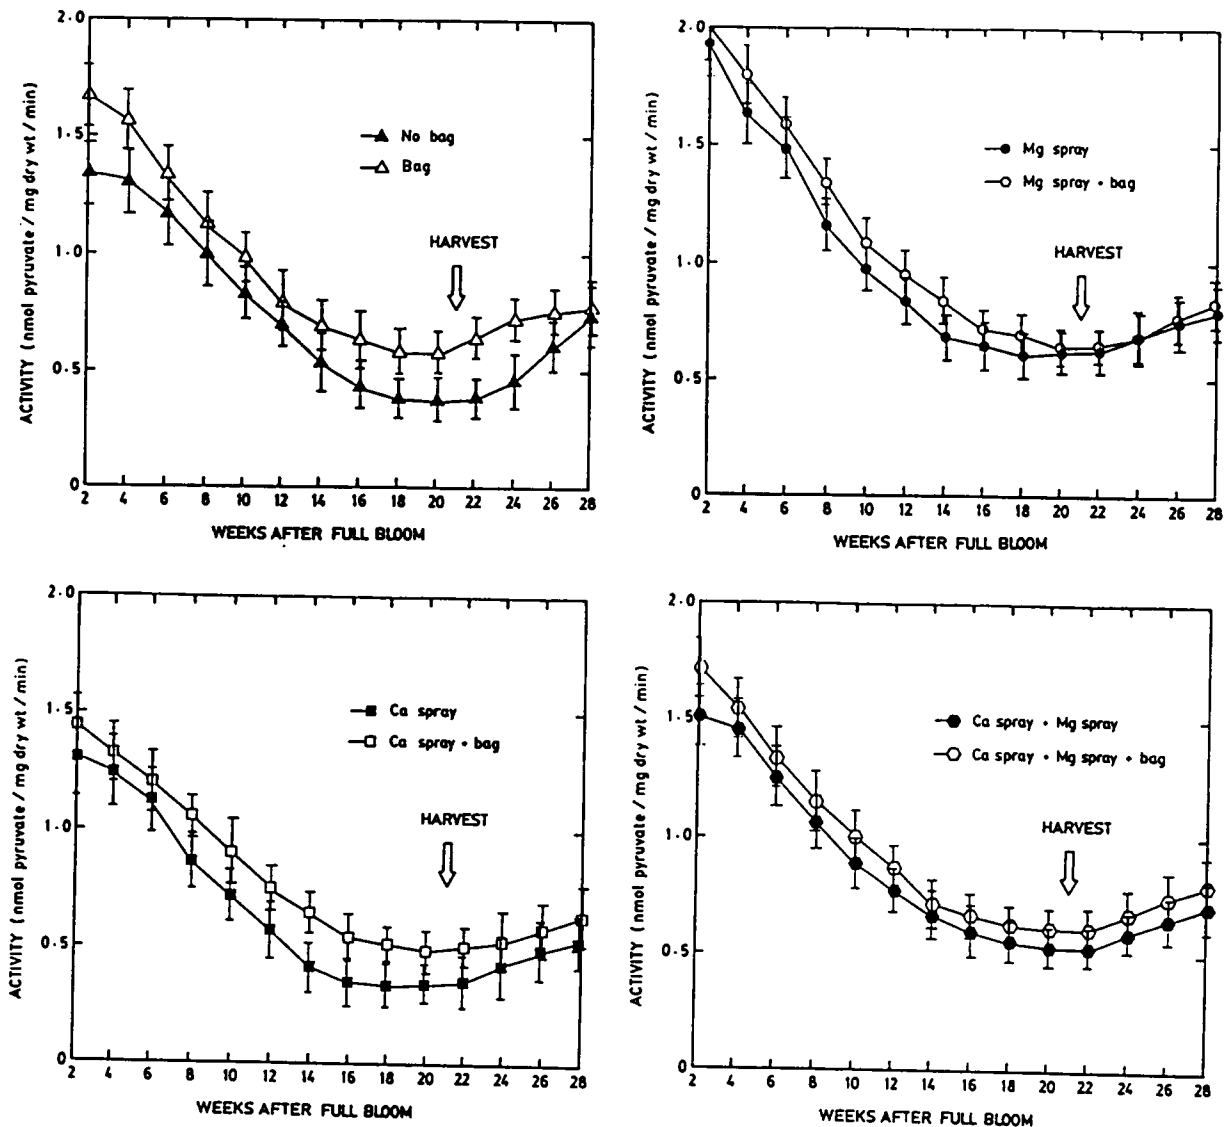 2.0
1.5
1.0
0.5
0
ACTIVITY (nmol pyruvate / mg dry wt / min)
No bag
Bag
HARVEST
2 4 6 8 10 12 14 16 18 20 22 24 26 28
WEEKS AFTER FULL BLOOM
2.0
1.5
1.0
0.5
0
ACTIVITY (nmol pyruvate / mg dry wt / min)
Mg spray
Mg spray + bag
HARVEST
2 4 6 8 10 12 14 16 18 20 22 24 26 28
WEEKS AFTER FULL BLOOM
2.0
1.5
1.0
0.5
0
ACTIVITY (nmol pyruvate / mg dry wt / min)
Ca spray
Ca spray + bag
HARVEST
2 4 6 8 10 12 14 16 18 20 22 24 26 28
WEEKS AFTER FULL BLOOM
2.0
1.5
1.0
0.5
0
ACTIVITY (nmol pyruvate / mg dry wt / min)
Ca spray + Mg spray
Ca spray + Mg spray + bag
HARVEST
2 4 6 8 10 12 14 16 18 20 22 24 26 28
WEEKS AFTER FULL BLOOM